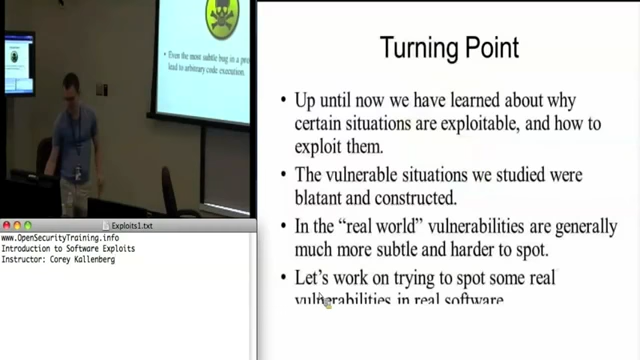 • Even the most subtle bug in a pro
lead to arbitrary code execution.
Turning Point
• Up until now we have learned about why
certain situations are exploitable, and how to
exploit them.
• The vulnerable situations we studied were
blatant and constructed.
• In the “real world” vulnerabilities are generally
much more subtle and harder to spot.
• Let’s work on trying to spot some real
vulnerabilities in real software
Exploits1.txt
www.OpenSecurityTraining.info
Introduction to Software Exploits
Instructor: Corey Kallenberg